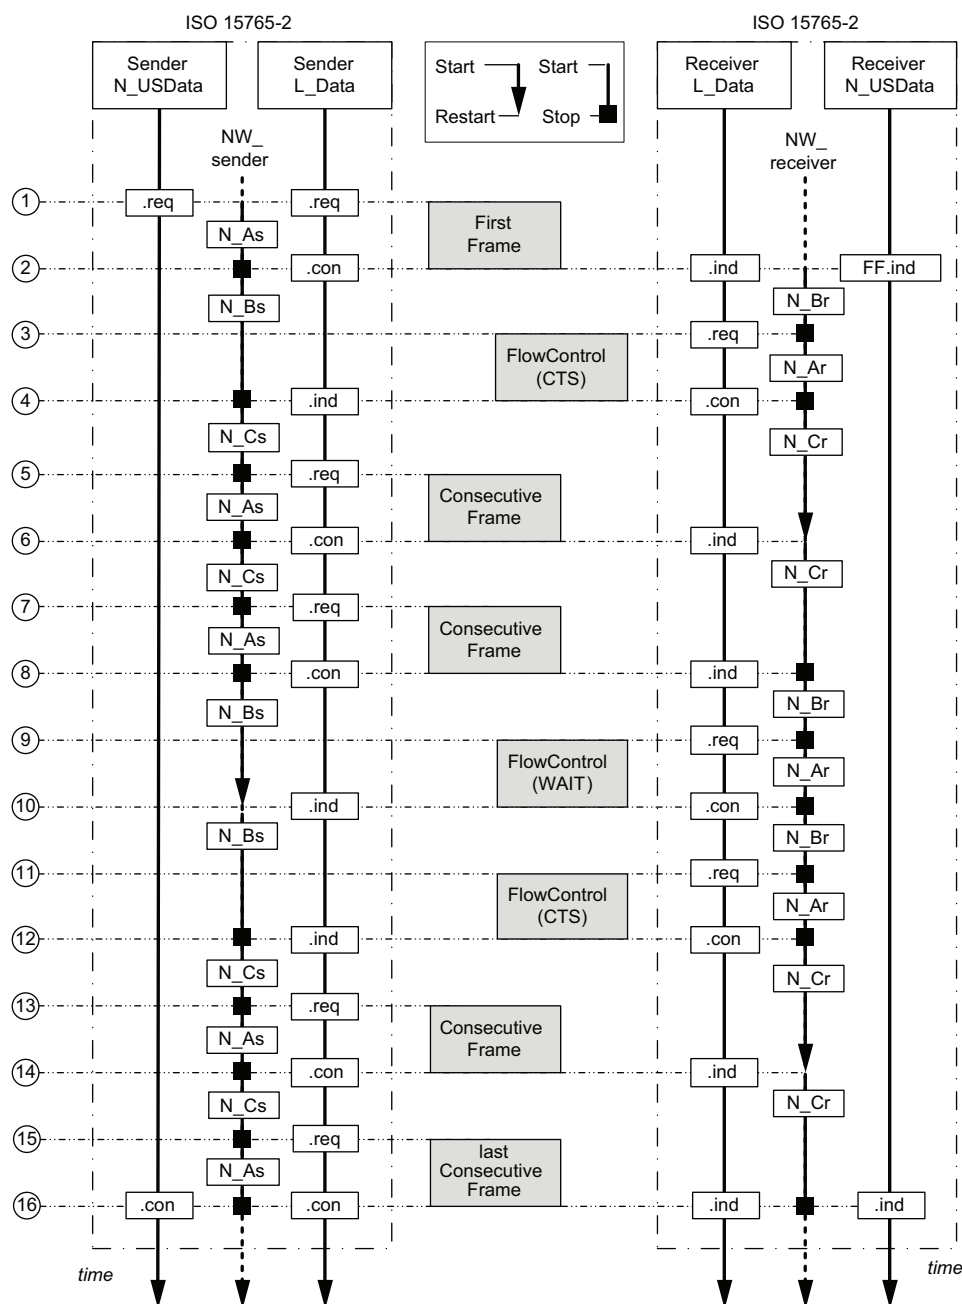 ISO 15765-2
ISO 15765-2
Sender
N_USData
Sender
L_Data
Start
Start
Restart
Stop
Receiver
L_Data
Receiver
N_USData
NW_
sender
NW_
receiver
1
.req
.req
First
Frame
N_As
2
.con
.ind
FF.ind
N_Bs
N_Br
3
.req
FlowControl
(CTS)
N_Ar
4
.ind
.con
N_Cs
N_Cr
5
.req
Consecutive
Frame
N_As
6
.con
.ind
N_Cs
N_Cr
7
.req
Consecutive
Frame
N_As
8
.con
.ind
N_Bs
N_Br
9
.req
FlowControl
(WAIT)
N_Ar
10
.ind
.con
N_Bs
N_Br
11
.req
FlowControl
(CTS)
N_Ar
12
.ind
.con
N_Cs
N_Cr
13
.req
Consecutive
Frame
N_As
14
.con
.ind
N_Cs
N_Cr
15
.req
last
Consecutive
Frame
N_As
16
.con
.con
.ind
.ind
time
time